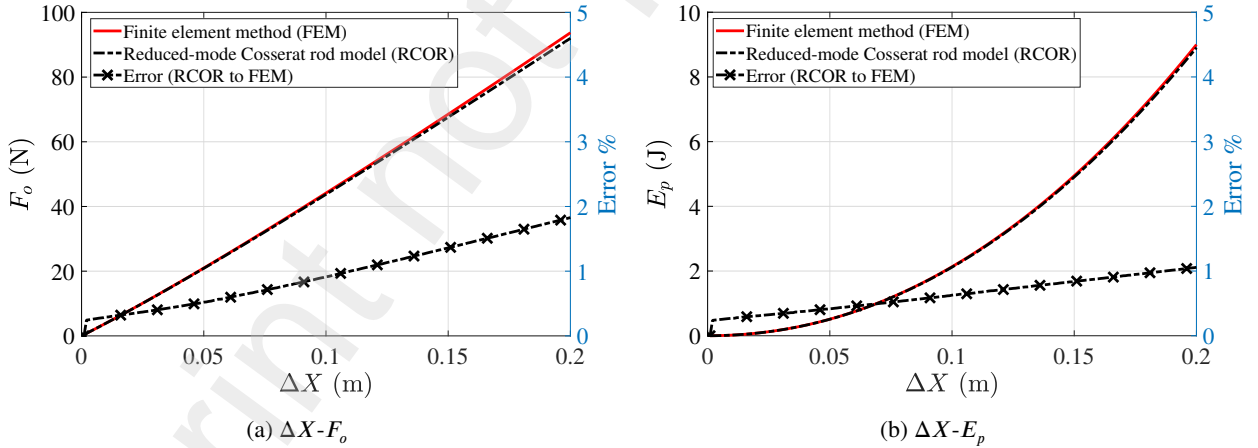 100
80
60
40
20
0
F_o (N)
Finite element method (FEM)
Reduced-mode Cosserat rod model (RCOR)
Error (RCOR to FEM)
5
4
3
2
1
0
Error %
0 0.05 0.1 0.15 0.2
ΔX (m)
(a) ΔX-F_o
10
8
6
4
2
0
E_p (J)
Finite element method (FEM)
Reduced-mode Cosserat rod model (RCOR)
Error (RCOR to FEM)
5
4
3
2
1
0
Error %
0 0.05 0.1 0.15 0.2
ΔX (m)
(b) ΔX-E_p
rint not